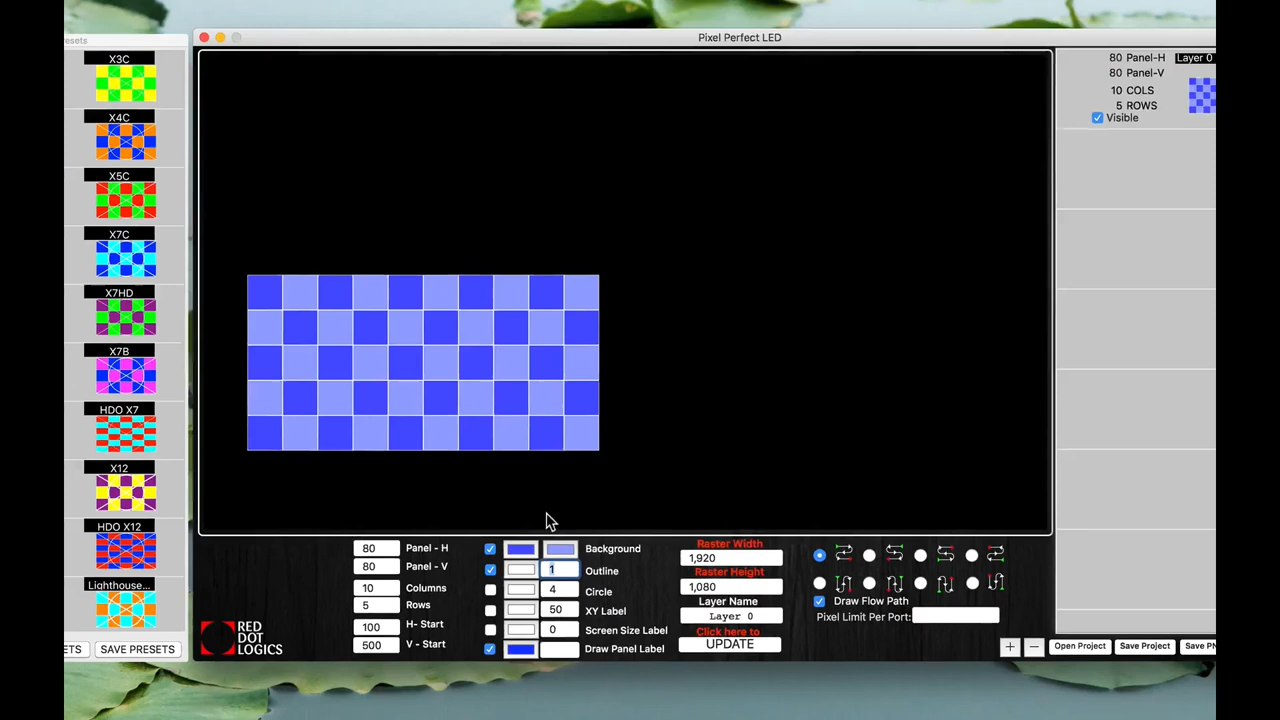 esets
Pixel Perfect LED
X3C
X4C
X5C
X7C
X7HD
X7B
HDO X7
X12
HDO X12
Lighthouse...
ETS
SAVE PRESETS
80 Panel-H
Layer 0
80 Panel-V
10 COLS
5 ROWS
Visible
RED
DOT
LOGICS
80 Panel - H
80 Panel - V
10 Columns
5 Rows
100 H- Start
500 V - Start
Background
1 Outline
4 Circle
50 XY Label
0 Screen Size Label
Draw Panel Label
Raster Width
1,920
Raster Height
1,080
Layer Name
Layer 0
Click here to
UPDATE
Draw Flow Path
Pixel Limit Per Port:
+
−
Open Project
Save Project
Save PN